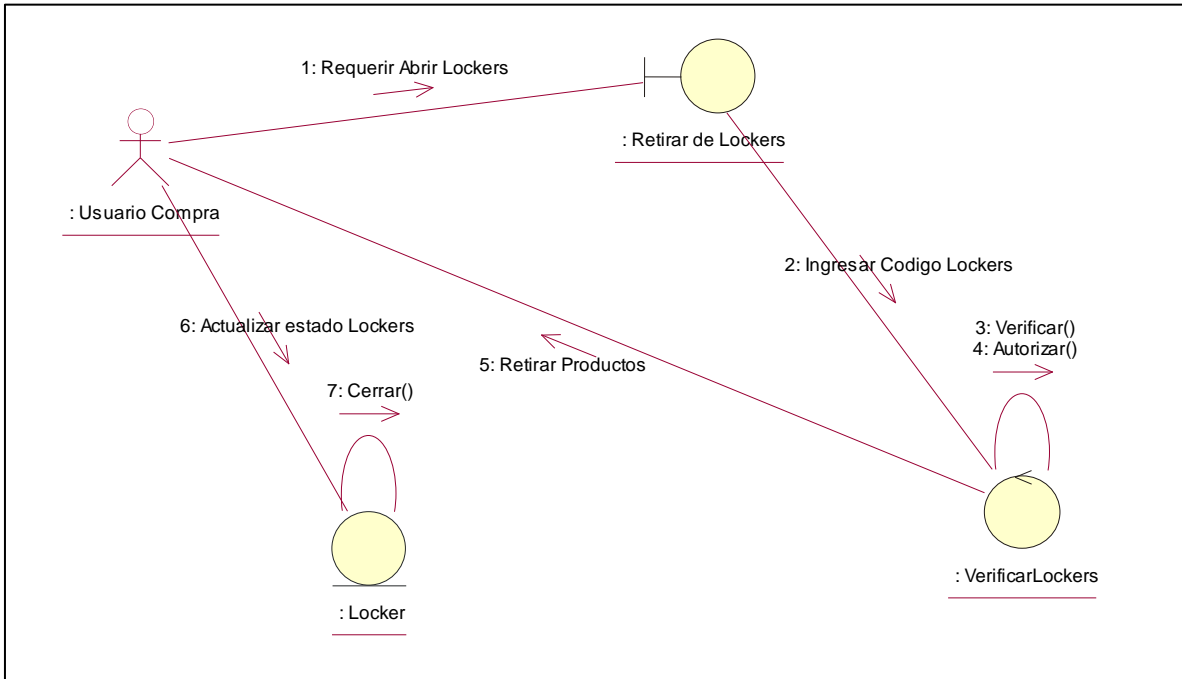 1: Requerir Abrir Lockers
: Retirar de Lockers
: Usuario Compra
2: Ingresar Codigo Lockers
6: Actualizar estado Lockers
3: Verificar()
4: Autorizar()
5: Retirar Productos
7: Cerrar()
: VerificarLockers
: Locker